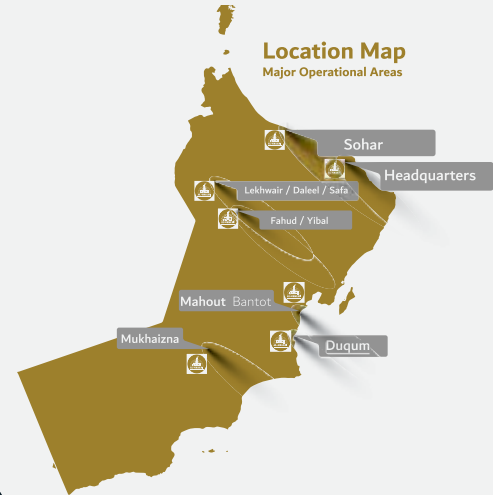 Location Map
Major Operational Areas
Sohar
Headquarters
Lekhwair / Daleel / Safa
Fahud / Yibal
Mahout Bantot
Duqum
Mukhaizna